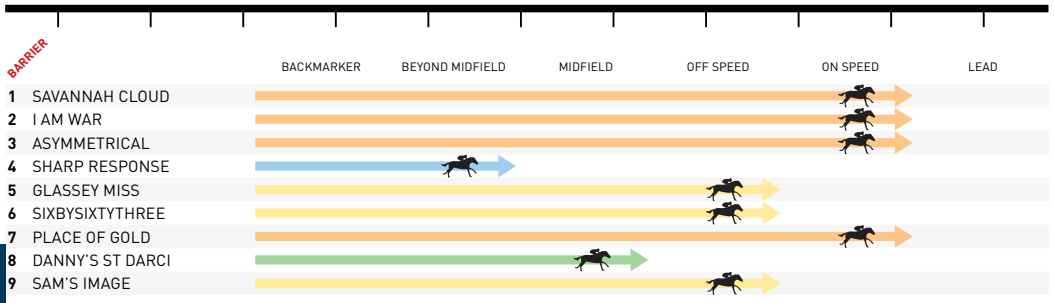 BARRIER
BACKMARKER BEYOND MIDFIELD MIDFIELD OFF SPEED ON SPEED LEAD
1 SAVANNAH CLOUD
2 I AM WAR
3 ASYMMETRICAL
4 SHARP RESPONSE
5 GLASSEY MISS
6 SIXBYSIXTYTHREE
7 PLACE OF GOLD
8 DANNY'S ST DARCI
9 SAM'S IMAGE